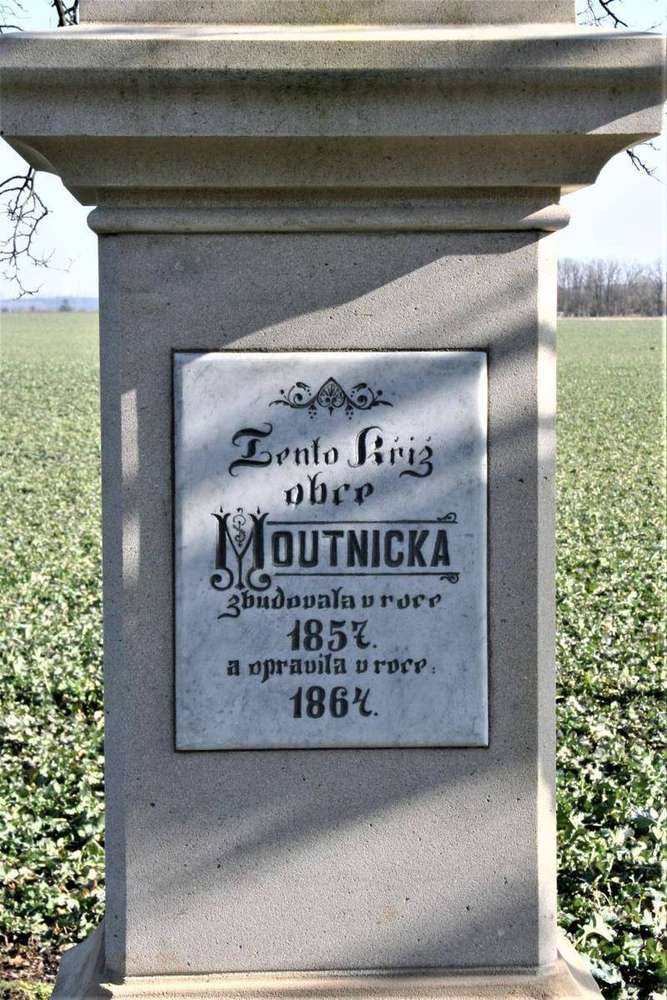 Tento Kříž
obce
MOUTNICKA
zbudovala v roce
1857.
a opravila v roce:
1864.